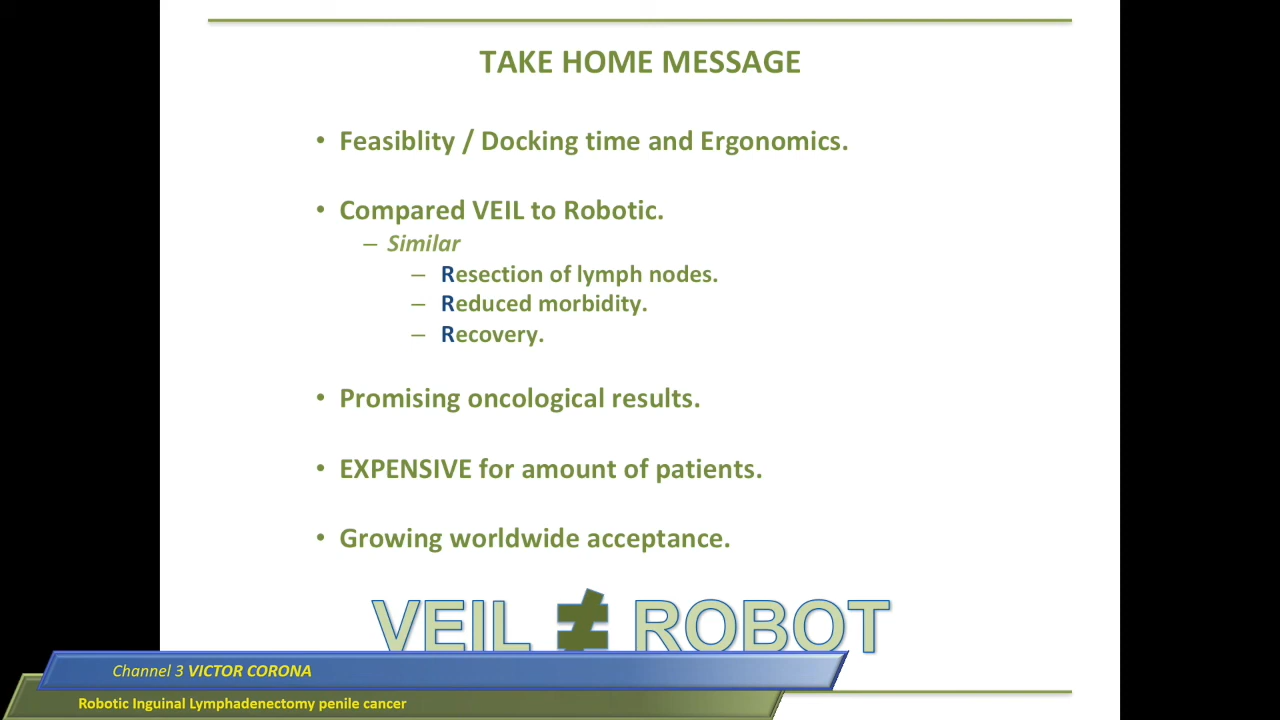 TAKE HOME MESSAGE
• Feasiblity / Docking time and Ergonomics.
• Compared VEIL to Robotic.
– Similar
– Resection of lymph nodes.
– Reduced morbidity.
– Recovery.
• Promising oncological results.
• EXPENSIVE for amount of patients.
• Growing worldwide acceptance.
VEIL ≠ ROBOT
Channel 3 VICTOR CORONA
Robotic Inguinal Lymphadenectomy penile cancer